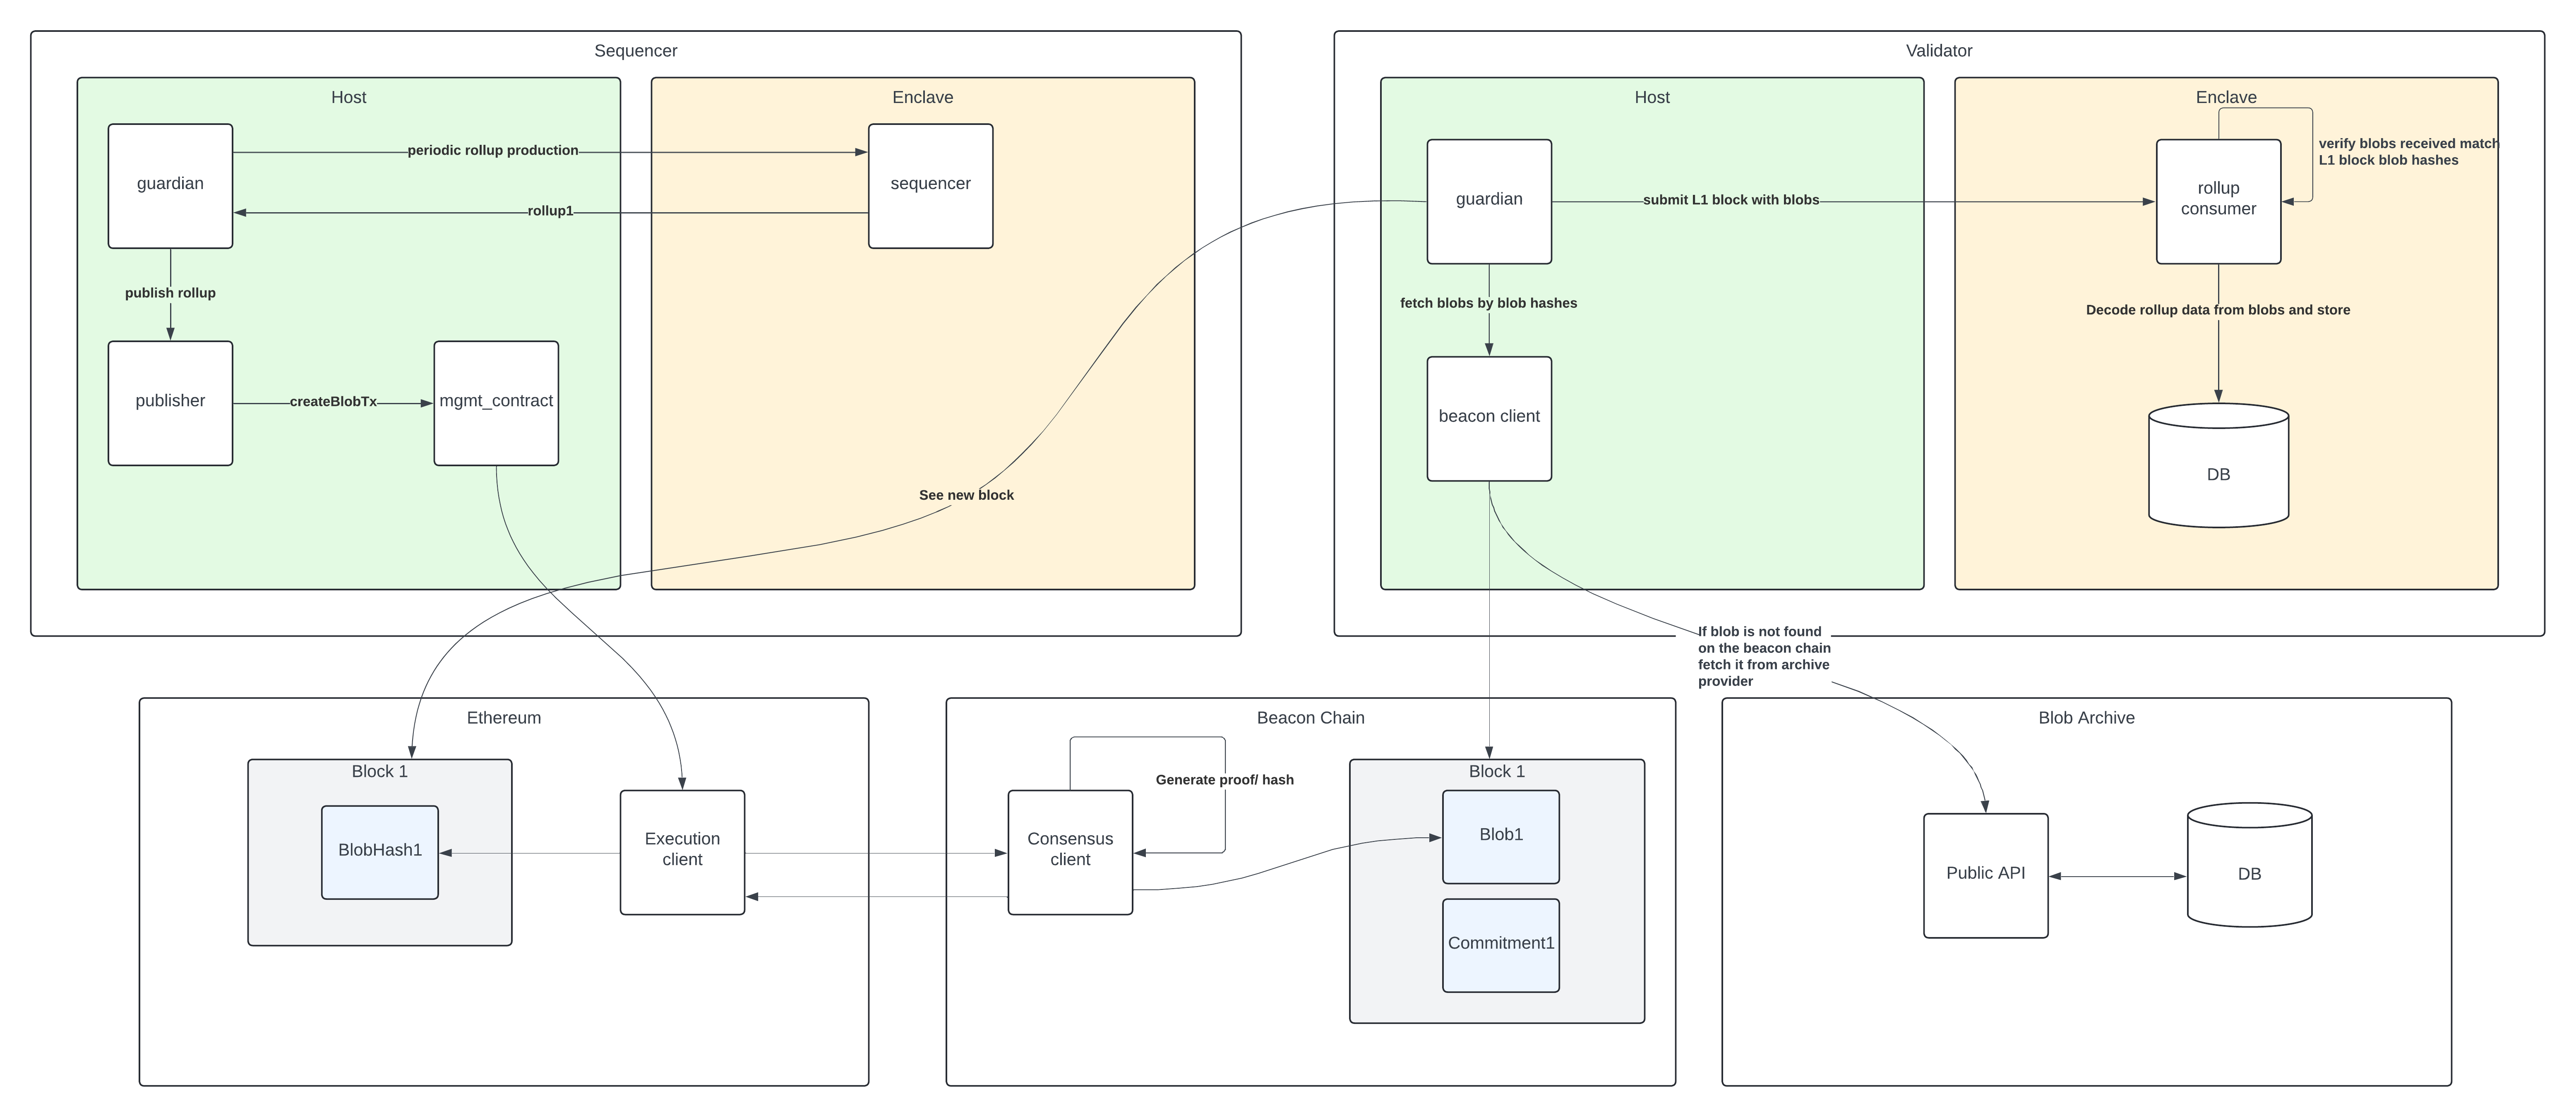 Sequencer
Host
guardian
periodic rollup production
rollup1
publish rollup
publisher
createBlobTx
mgmt_contract
Enclave
sequencer
See new block
Validator
Host
guardian
submit L1 block with blobs
fetch blobs by blob hashes
beacon client
Enclave
rollup
consumer
verify blobs received match
L1 block blob hashes
Decode rollup data from blobs and store
DB
If blob is not found
on the beacon chain
fetch it from archive
provider
Ethereum
Block 1
BlobHash1
Execution
client
Beacon Chain
Generate proof/ hash
Consensus
client
Block 1
Blob1
Commitment1
Blob Archive
Public API
DB